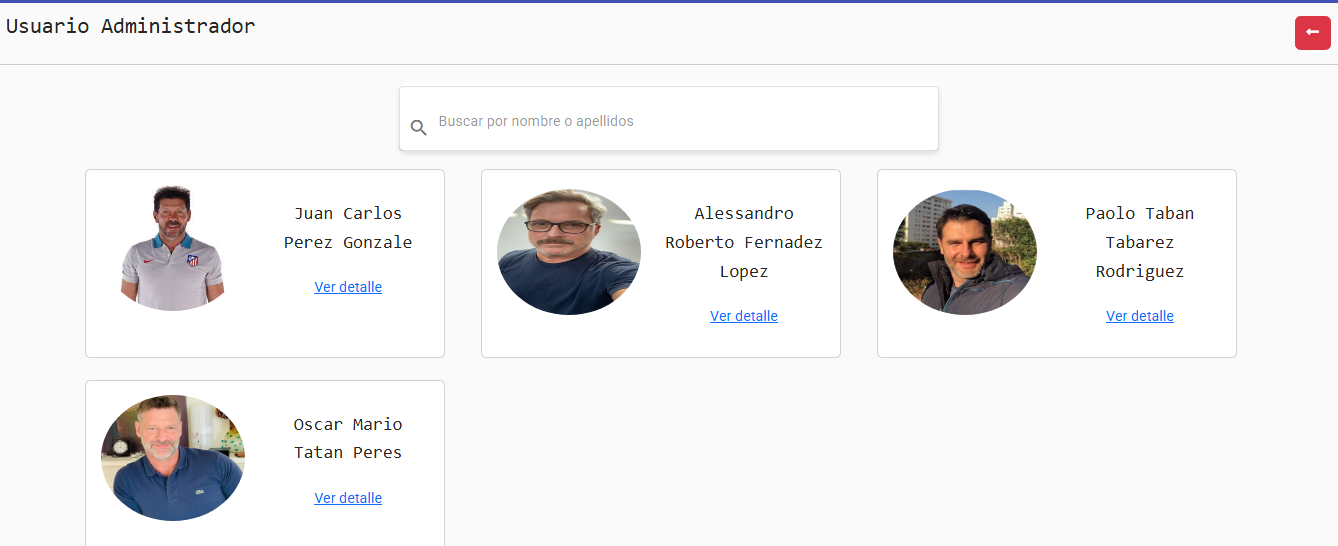 Usuario Administrador
Buscar por nombre o apellidos
Juan Carlos
Perez Gonzale
Ver detalle
Alessandro
Roberto Fernadez
Lopez
Ver detalle
Paolo Taban
Tabarez
Rodriguez
Ver detalle
Oscar Mario
Tatan Peres
Ver detalle